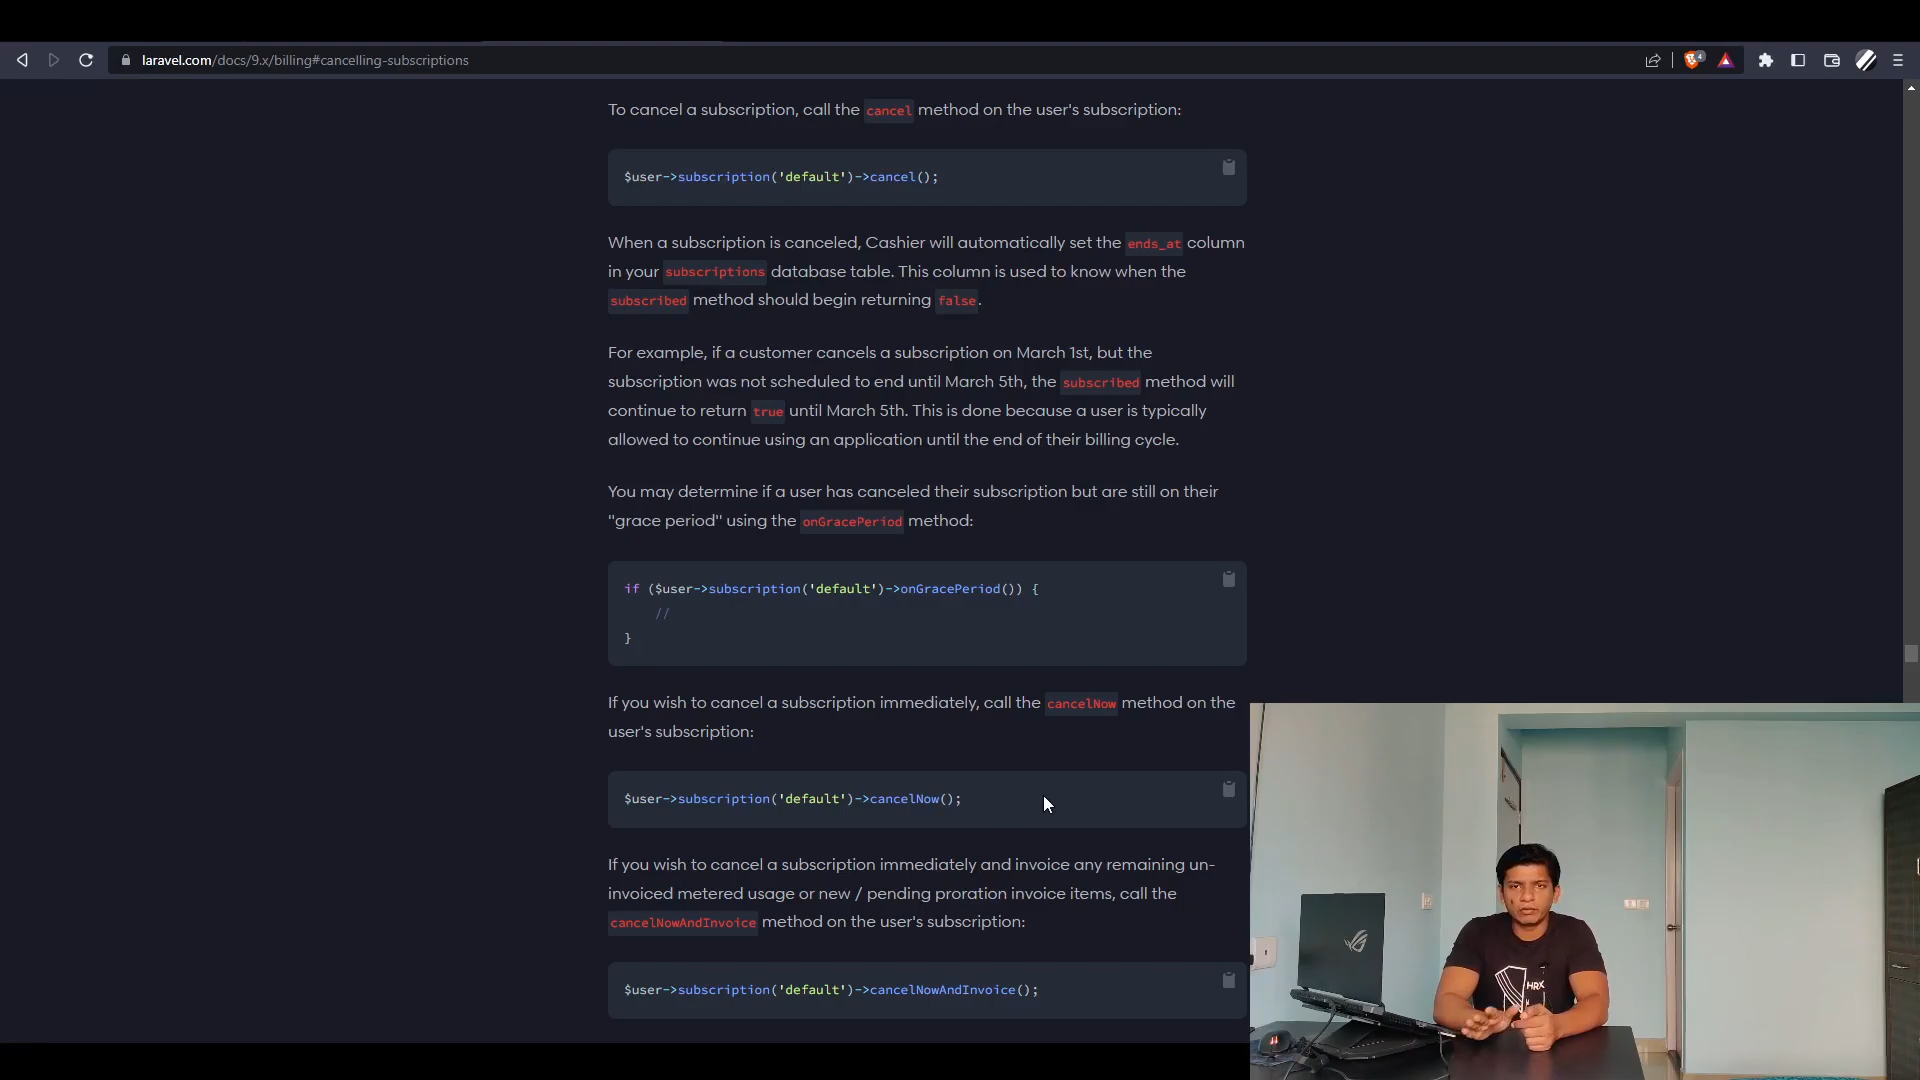 laravel.com/docs/9.x/billing#cancelling-subscriptions
4
To cancel a subscription, call the cancel method on the user's subscription:
$user->subscription('default')->cancel();
When a subscription is canceled, Cashier will automatically set the ends_at column
in your subscriptions database table. This column is used to know when the
subscribed method should begin returning false.
For example, if a customer cancels a subscription on March 1st, but the
subscription was not scheduled to end until March 5th, the subscribed method will
continue to return true until March 5th. This is done because a user is typically
allowed to continue using an application until the end of their billing cycle.
You may determine if a user has canceled their subscription but are still on their
"grace period" using the onGracePeriod method:
if ($user->subscription('default')->onGracePeriod()) {
//
}
If you wish to cancel a subscription immediately, call the cancelNow method on the
user's subscription:
$user->subscription('default')->cancelNow();
If you wish to cancel a subscription immediately and invoice any remaining un-
invoiced metered usage or new / pending proration invoice items, call the
cancelNowAndInvoice method on the user's subscription:
$user->subscription('default')->cancelNowAndInvoice();
HRX